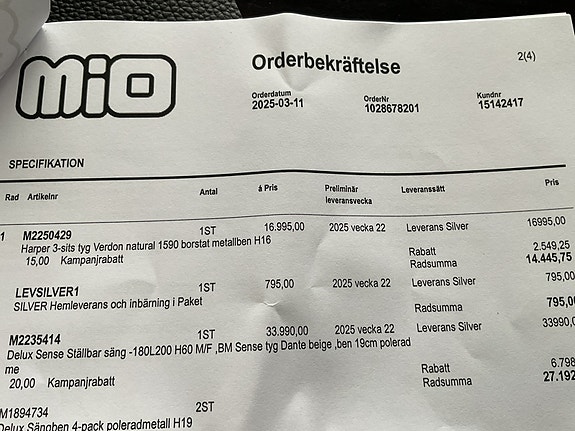 mio
Orderbekräftelse
2(4)
Orderdatum OrderNr Kundnr
2025-03-11 1028678201 15142417
SPECIFIKATION
Rad Artikelnr Antal á Pris Preliminär leveransvecka Leveranssätt Pris
1 M2250429 1ST 16.995,00 2025 vecka 22 Leverans Silver 16995,00
Harper 3-sits tyg Verdon natural 1590 borstat metallben H16
15,00 Kampanjrabatt Rabatt 2.549,25
Radsumma 14.445,75
LEVSILVER1 1ST 795,00 2025 vecka 22 Leverans Silver 795,00
SILVER Hemleverans och inbärning i Paket
Radsumma 795,0
M2235414 1ST 33.990,00 2025 vecka 22 Leverans Silver 33990,0
Delux Sense Ställbar säng -180L200 H60 M/F ,BM Sense tyg Dante beige ,ben 19cm polerad
me
20,00 Kampanjrabatt Rabatt 6.798
Radsumma 27.192
M1894734 2ST
Delux Sängben 4-pack poleradmetall H19